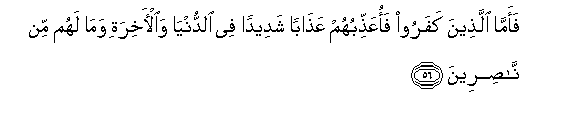 فَأَمَّا ٱلَّذِينَ كَفَرُوا۟ فَأُعَذِّبُهُمْ عَذَابًا شَدِيدًا فِى ٱلدُّنْيَا وَٱلْأَخِرَةِ وَمَا لَهُم مِّن
نَّـٰصِرِينَ ٥٦